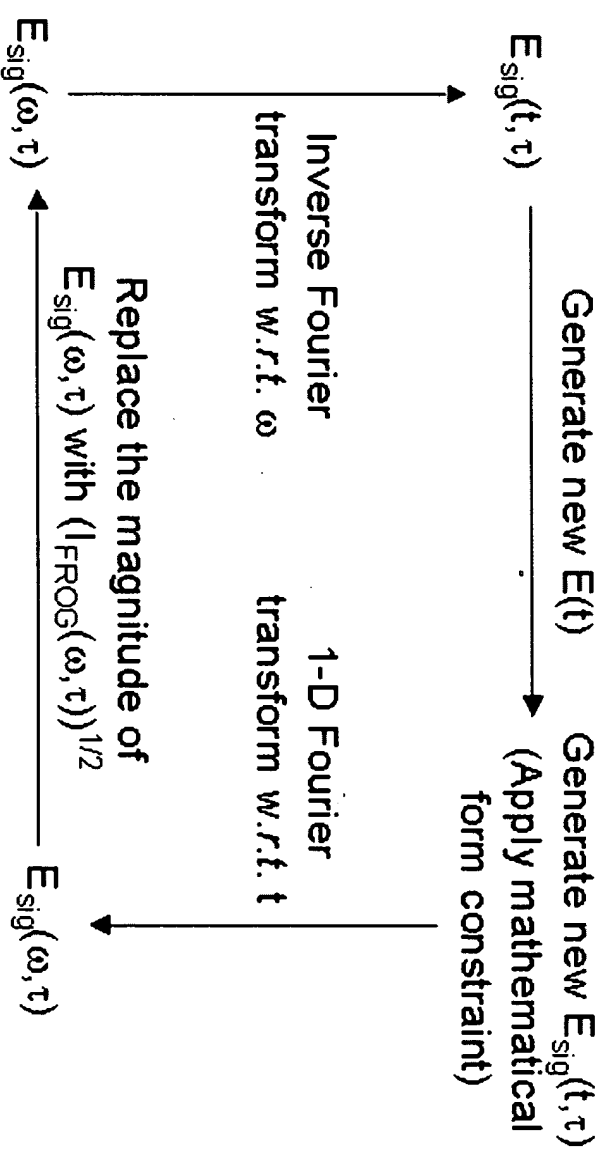 Generate new E(t)
Generate new E_sig(t,τ)
(Apply mathematical
form constraint)
E_sig(t,τ)
Inverse Fourier
transform w.r.t. ω
1-D Fourier
transform w.r.t. t
Replace the magnitude of
E_sig(ω,τ) with (I_FROG(ω,τ))^1/2
E_sig(ω,τ)
E_sig(ω,τ)